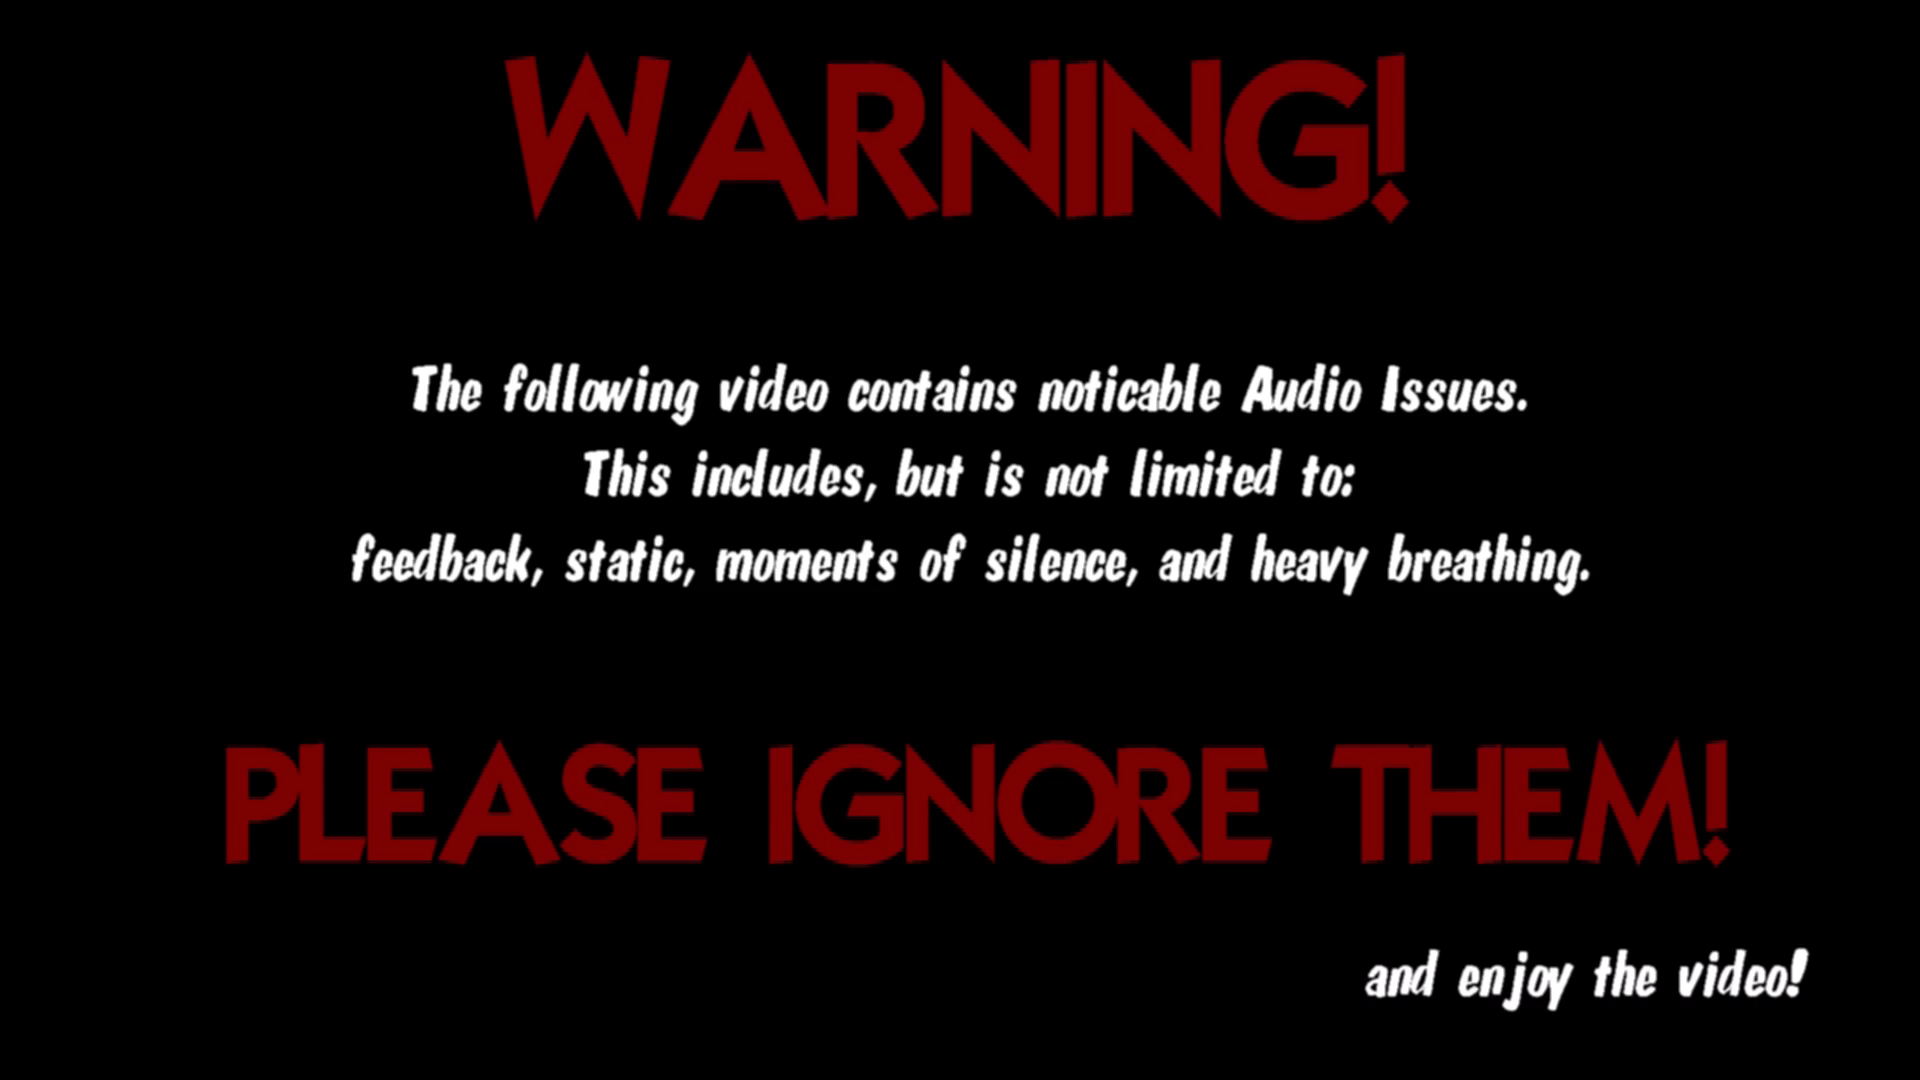 WARNING!
The following video contains noticable Audio Issues.
This includes, but is not limited to:
feedback, static, moments of silence, and heavy breathing.
PLEASE IGNORE THEM!
and enjoy the video!